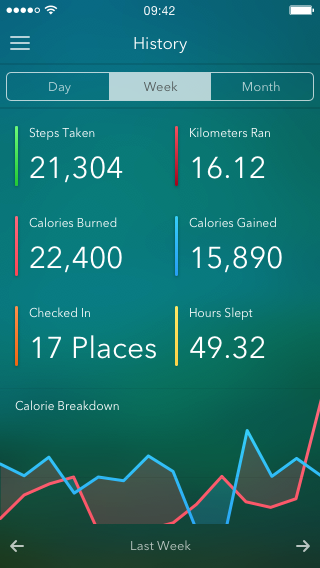 09:42
History
Day Week Month
Steps Taken Kilometers Ran
21,304 16.12
Calories Burned Calories Gained
22,400 15,890
Checked In Hours Slept
17 Places 49.32
Calorie Breakdown
Last Week